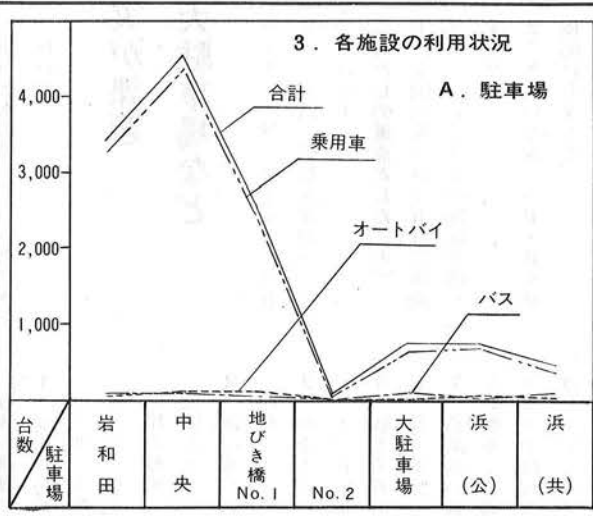 3．各施設の利用状況
A．駐車場
合計
乗用車
オートバイ
バス
4,000
3,000
2,000
1,000
台数
駐車場
岩和田
中央
地びき橋 No. 1
No. 2
大駐車場
浜（公）
浜（共）